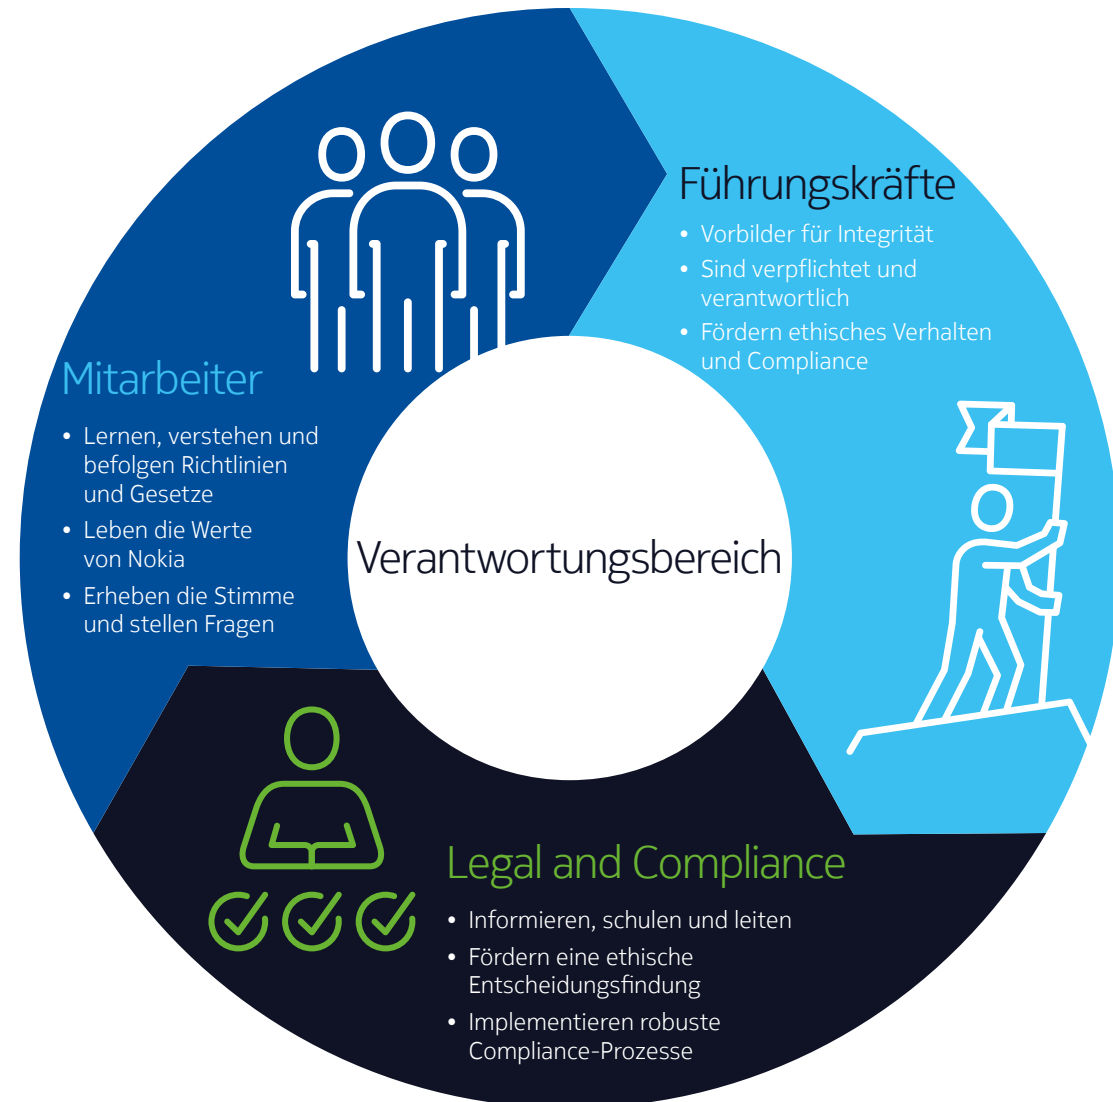 Führungskräfte
• Vorbilder für Integrität
• Sind verpflichtet und
verantwortlich
• Fördern ethisches Verhalten
und Compliance
Mitarbeiter
• Lernen, verstehen und
befolgen Richtlinien
und Gesetze
• Leben die Werte
von Nokia
• Erheben die Stimme
und stellen Fragen
Verantwortungsbereich
Legal and Compliance
• Informieren, schulen und leiten
• Fördern eine ethische
Entscheidungsfindung
• Implementieren robuste
Compliance-Prozesse